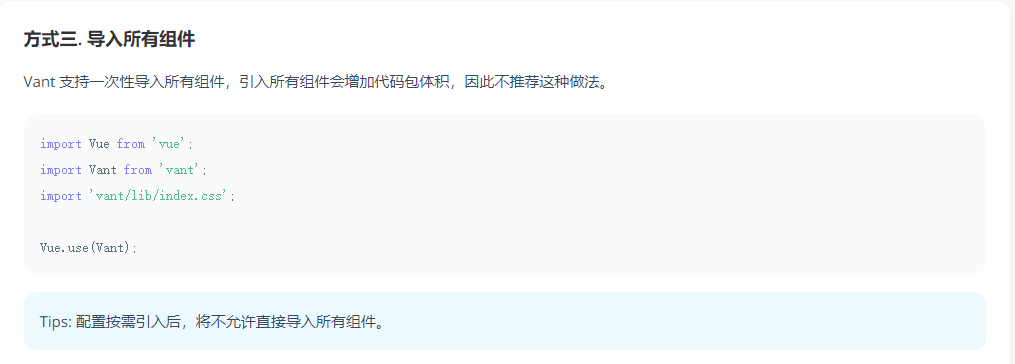 方式三. 导入所有组件
Vant 支持一次性导入所有组件，引入所有组件会增加代码包体积，因此不推荐这种做法。
import Vue from 'vue';
import Vant from 'vant';
import 'vant/lib/index.css';
Vue.use(Vant);
Tips: 配置按需引入后，将不允许直接导入所有组件。